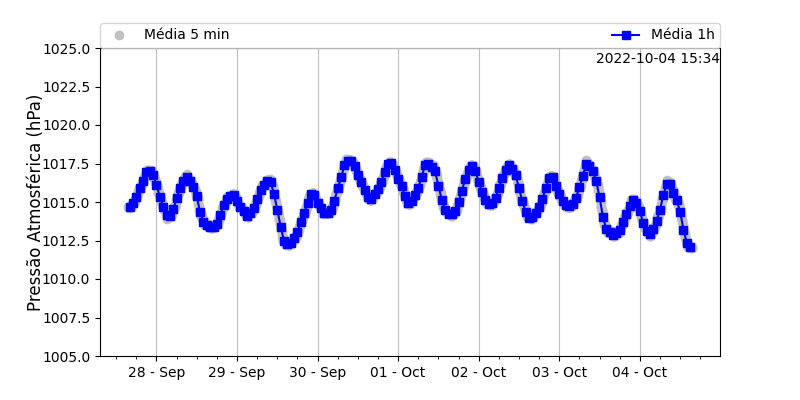 Média 5 min
Média 1h
2022-10-04 15:34
Pressão Atmosférica (hPa)
1025.0
1022.5
1020.0
1017.5
1015.0
1012.5
1010.0
1007.5
1005.0
28 - Sep
29 - Sep
30 - Sep
01 - Oct
02 - Oct
03 - Oct
04 - Oct